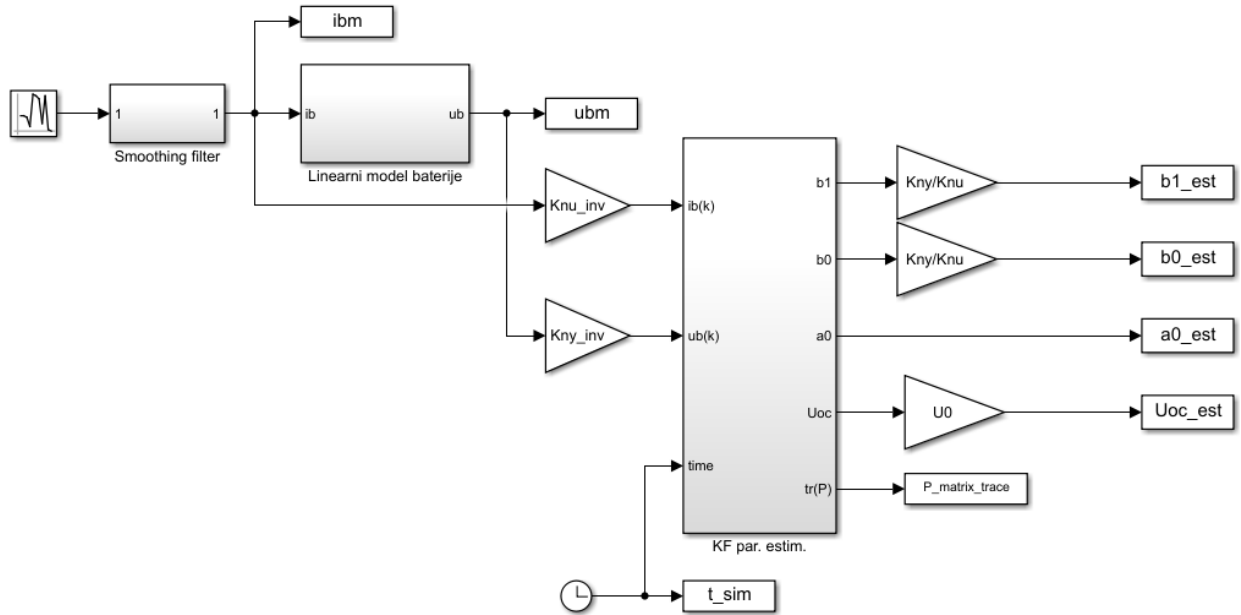 ibm
1
1
Smoothing filter
ib
ub
Linearni model baterije
ubm
Knu_inv
Kny_inv
ib(k)
ub(k)
time
b1
b0
a0
Uoc
tr(P)
KF par. estim.
Kny/Knu
Kny/Knu
U0
b1_est
b0_est
a0_est
Uoc_est
P_matrix_trace
t_sim